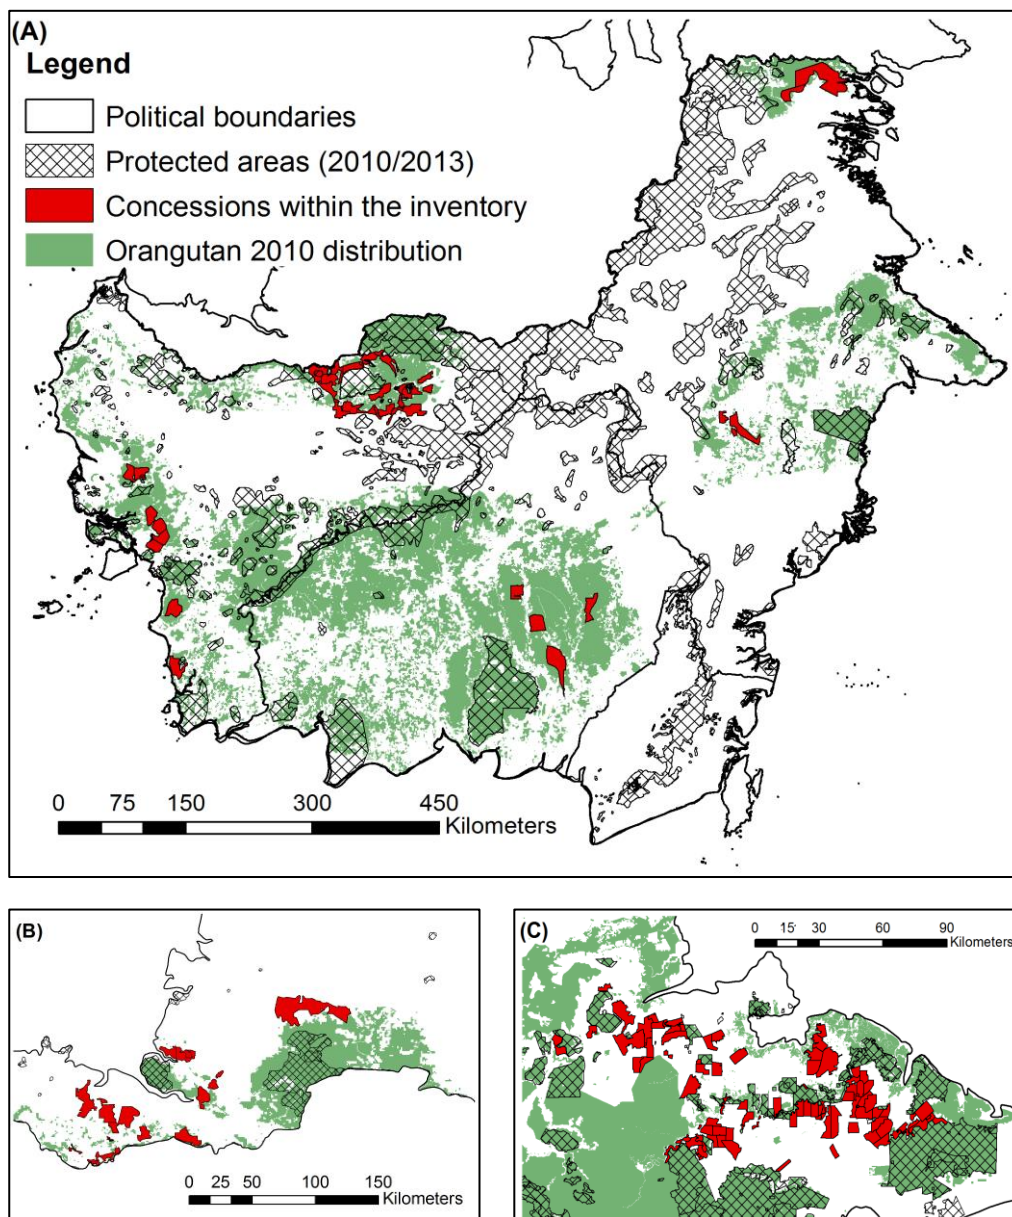 (A)
Legend
Political boundaries
Protected areas (2010/2013)
Concessions within the inventory
Orangutan 2010 distribution
0 75 150 300 450
Kilometers
(B)
0 25 50 100 150
Kilometers
(C)
0 15 30 60 90
Kilometers